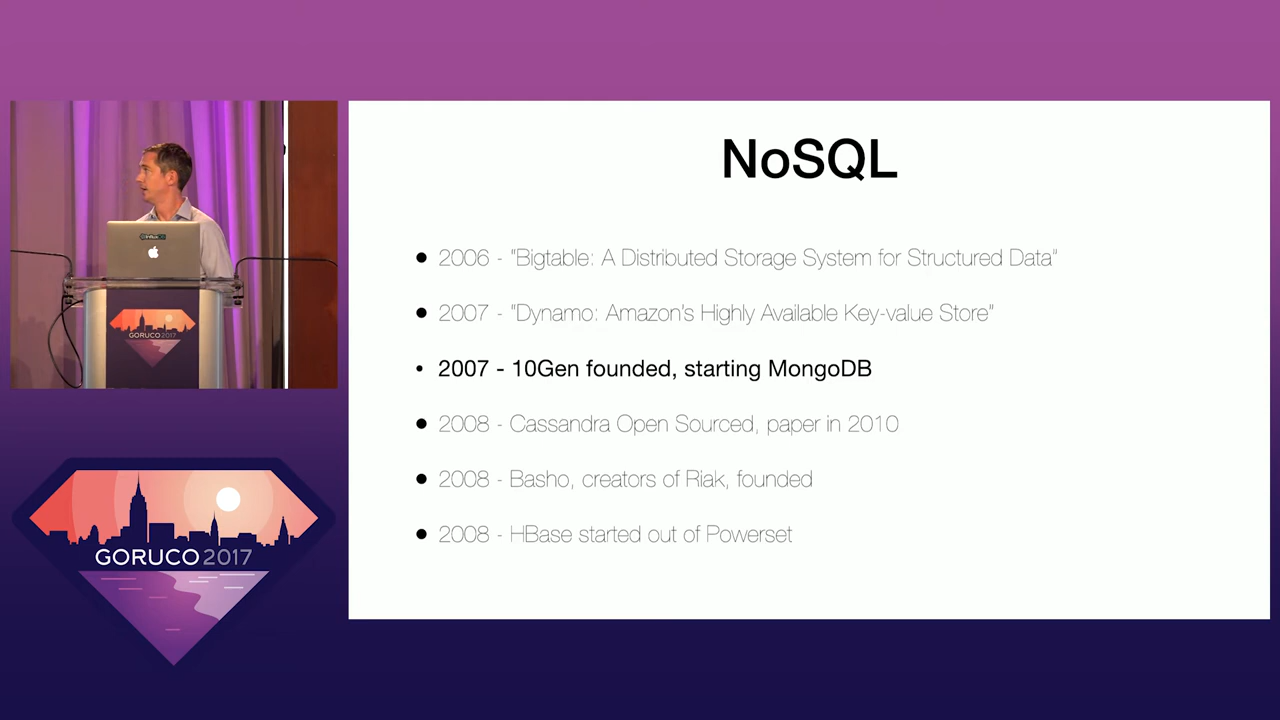 NoSQL
2006 - "Bigtable: A Distributed Storage System for Structured Data"
2007 - "Dynamo: Amazon's Highly Available Key-value Store"
2007 - 10Gen founded, starting MongoDB
2008 - Cassandra Open Sourced, paper in 2010
2008 - Basho, creators of Riak, founded
2008 - HBase started out of Powerset
GORUCO 2017
GORUCO 2017